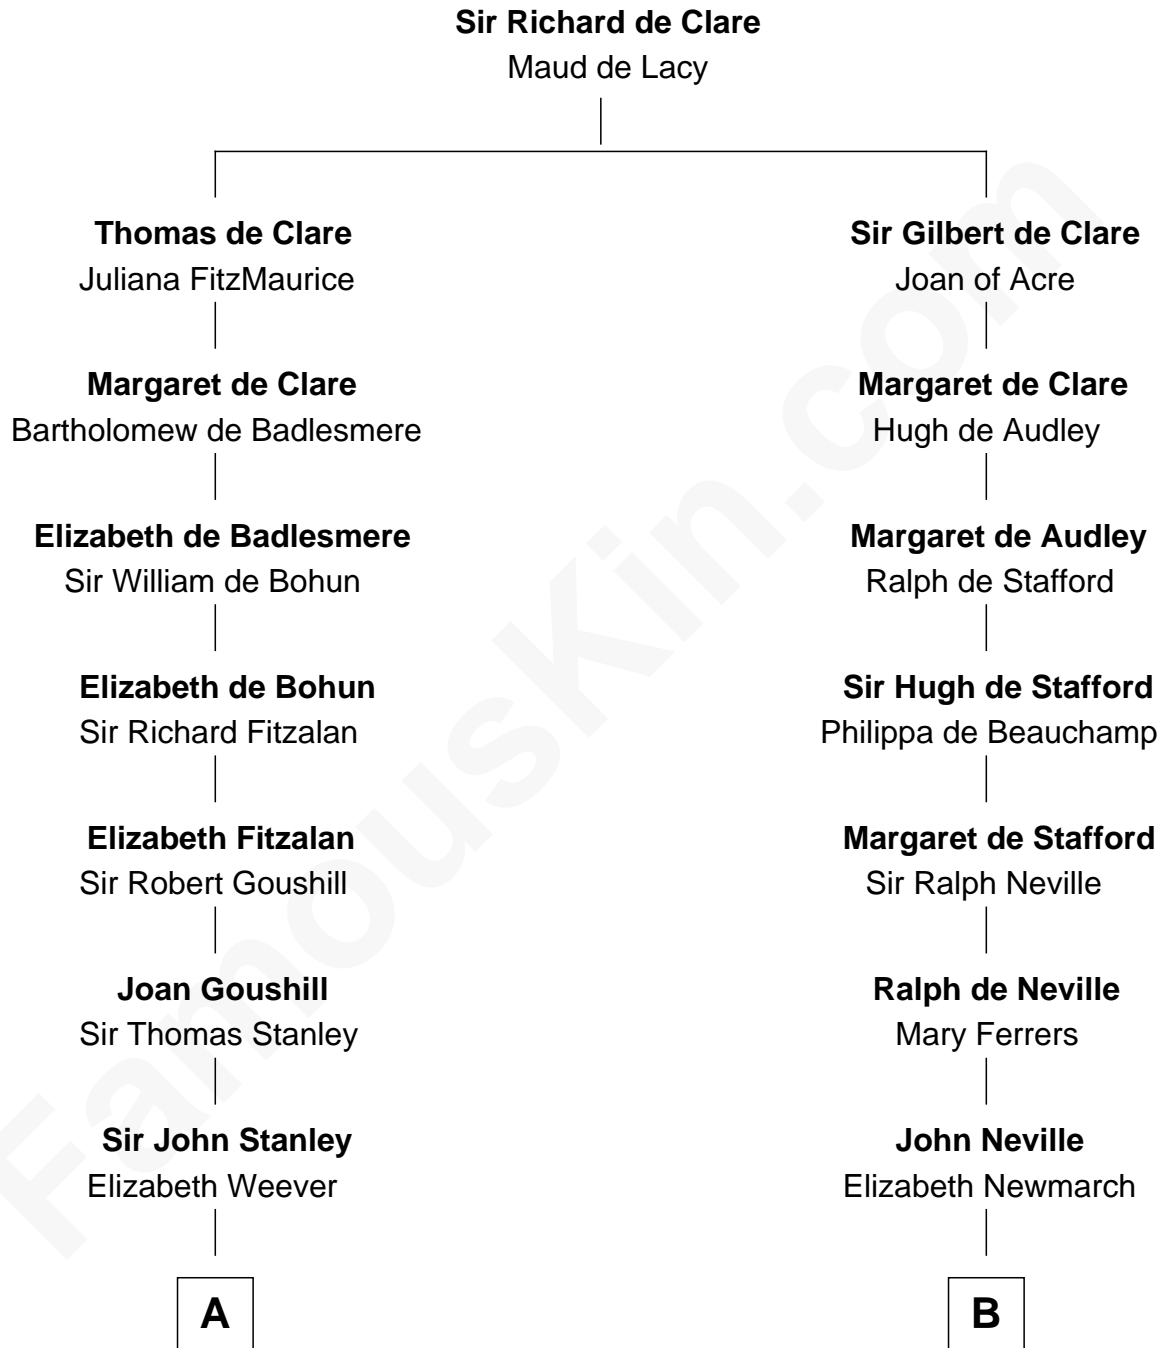 Sir Richard de Clare
Maud de Lacy
Thomas de Clare
Juliana FitzMaurice
Margaret de Clare
Bartholomew de Badlesmere
Elizabeth de Badlesmere
Sir William de Bohun
Elizabeth de Bohun
Sir Richard Fitzalan
Elizabeth Fitzalan
Sir Robert Goushill
Joan Goushill
Sir Thomas Stanley
Sir John Stanley
Elizabeth Weever
A
Sir Gilbert de Clare
Joan of Acre
Margaret de Clare
Hugh de Audley
Margaret de Audley
Ralph de Stafford
Sir Hugh de Stafford
Philippa de Beauchamp
Margaret de Stafford
Sir Ralph Neville
Ralph de Neville
Mary Ferrers
John Neville
Elizabeth Newmarch
B
FamousKin.com